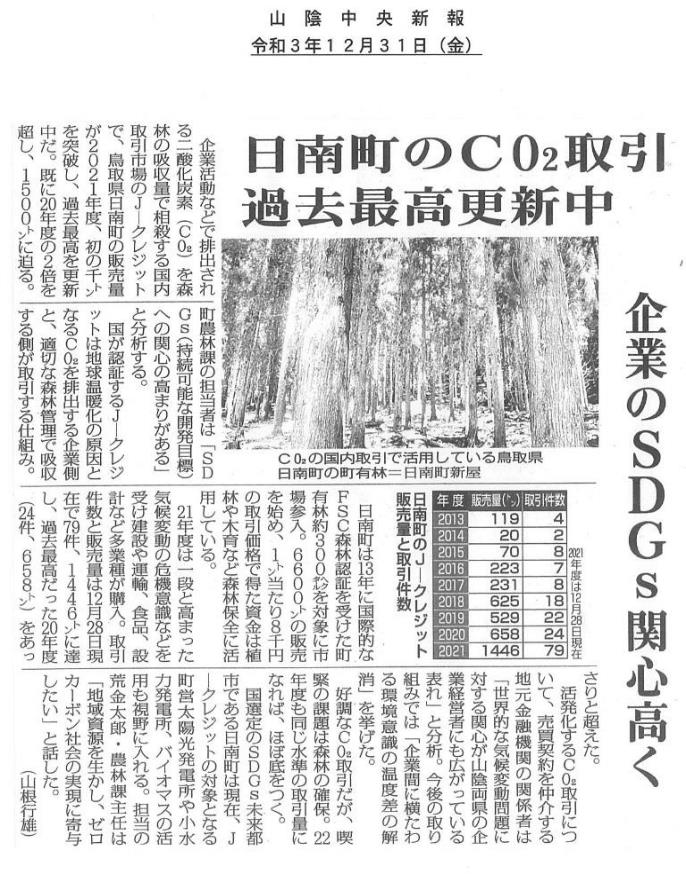 山陰中央新報
令和3年12月31日（金）
日南町のCO₂取引
過去最高更新中
企業のSDGs関心高く
企業活動などで排出され
る二酸化炭素（CO₂）を森
林の吸収量で相殺する国内
取引市場のJ―クレジット
で、鳥取県日南町の販売量
が2021年度、初の千㌧
を突破し、過去最高を更新
中だ。既に20年度の2倍を
超し、1500㌧に迫る。
町農林課の担当者は「SD
Gs（持続可能な開発目標）
への関心の高まりがある」
と分析する。
国が認証するJ―クレジ
ットは地球温暖化の原因と
なるCO₂を排出する企業側
と、適切な森林管理で吸収
する側が取引する仕組み。
CO₂の国内取引で活用している鳥取県
日南町の町有林＝日南町新屋
日南町のJ―クレジット
販売量と取引件数
年度 販売量(㌧) 取引件数
2013 119 4
2014 20 2
2015 70 8
2016 223 7
2017 231 8
2018 625 18
2019 529 22
2020 658 24
2021 1446 79
2021年度は12月28日現在
日南町は13年に国際的な
FSC森林認証を受けた町
有林約300㌶を対象に市
場参入。6600㌧の販売
を始め、1㌧当たり8千円
の取引価格で得た資金は植
林や木育など森林保全に活
用している。
21年度は一段と高まった
気候変動の危機意識などを
受け建設や運輸、食品、設
計など多業種が購入。取引
件数と販売量は12月28日現
在で79件、1446㌧に達
し、過去最高だった20年度
（24件、658㌧）をあっ
さりと超えた。
活発化するCO₂取引につ
いて、売買契約を仲介する
地元金融機関の関係者は
「世界的な気候変動問題に
対する関心が山陰両県の企
業経営者にも広がっている
表れ」と分析。今後の取り
組みでは「企業間に横たわ
る環境意識の温度差の解
消」を挙げた。
好調なCO₂取引だが、喫
緊の課題は森林の確保。22
年度も同じ水準の取引量に
なれば、ほぼ底をつく。
国選定のSDGs未来都
市である日南町は現在、J
―クレジットの対象となる
町営太陽光発電所や小水
力発電所、バイオマスの活
用も視野に入れる。担当の
荒金太郎・農林課主任は
「地域資源を生かし、ゼロ
カーボン社会の実現に寄与
したい」と話した。
（山根行雄）